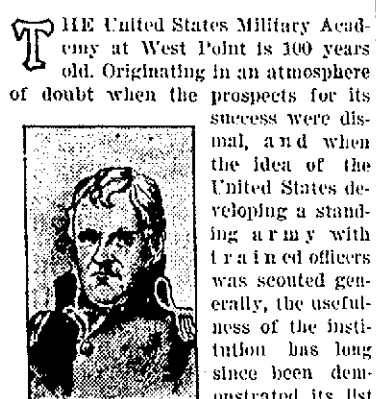 THE United States Military Acad-
emy at West Point is 100 years
old. Originating in an atmosphere
of doubt when the prospects for its
success were dis-
mal, and when
the idea of the
United States de-
veloping a stand-
ing army with
trained officers
was scouted gen-
erally, the useful-
ness of the insti-
tution has long
since been dem-
onstrated its list